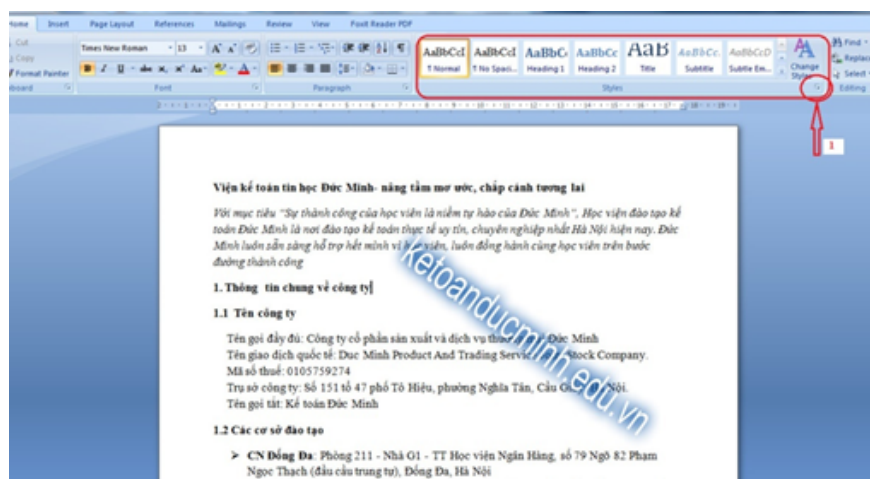 Home Insert Page Layout References Mailings Review View Foxit Reader PDF
Cut
Copy
Format Painter
Times New Roman 13
AaBbCcI AaBbCcI AaBbC AaBbCc AaB AaBbCc. AaBbCcD
¶ Normal ¶ No Spaci... Heading 1 Heading 2 Title Subtitle Subtle Em...
Change Styles
Find
Replace
Select
Font Paragraph Styles Editing
1
Viện kế toán tin học Đức Minh- nâng tầm mơ ước, chắp cánh tương lai
Với mục tiêu "Sự thành công của học viên là niềm tự hào của Đức Minh", Học viện đào tạo kế
toán Đức Minh là nơi đào tạo kế toán thực tế uy tín, chuyên nghiệp nhất Hà Nội hiện nay. Đức
Minh luôn sẵn sàng hỗ trợ hết mình vì học viên, luôn đồng hành cùng học viên trên bước
đường thành công
1. Thông tin chung về công ty
1.1 Tên công ty
Tên gọi đầy đủ: Công ty cổ phần sản xuất và dịch vụ Đức Minh
Tên giao dịch quốc tế: Duc Minh Product And Trading Stock Company.
Mã số thuế: 0105759274
Trụ sở công ty: Số 151 tổ 47 phố Tô Hiệu, phường Nghĩa Tân, Cầu Nội.
Tên gọi tắt: Kế toán Đức Minh
1.2 Các cơ sở đào tạo
➢ CN Đống Đa: Phòng 211 - Nhà G1 - TT Học viện Ngân Hàng, số 79 Ngõ 82 Phạm
Ngọc Thạch (đầu cầu trung tự), Đống Đa, Hà Nội
ketoanducminh.edu.vn